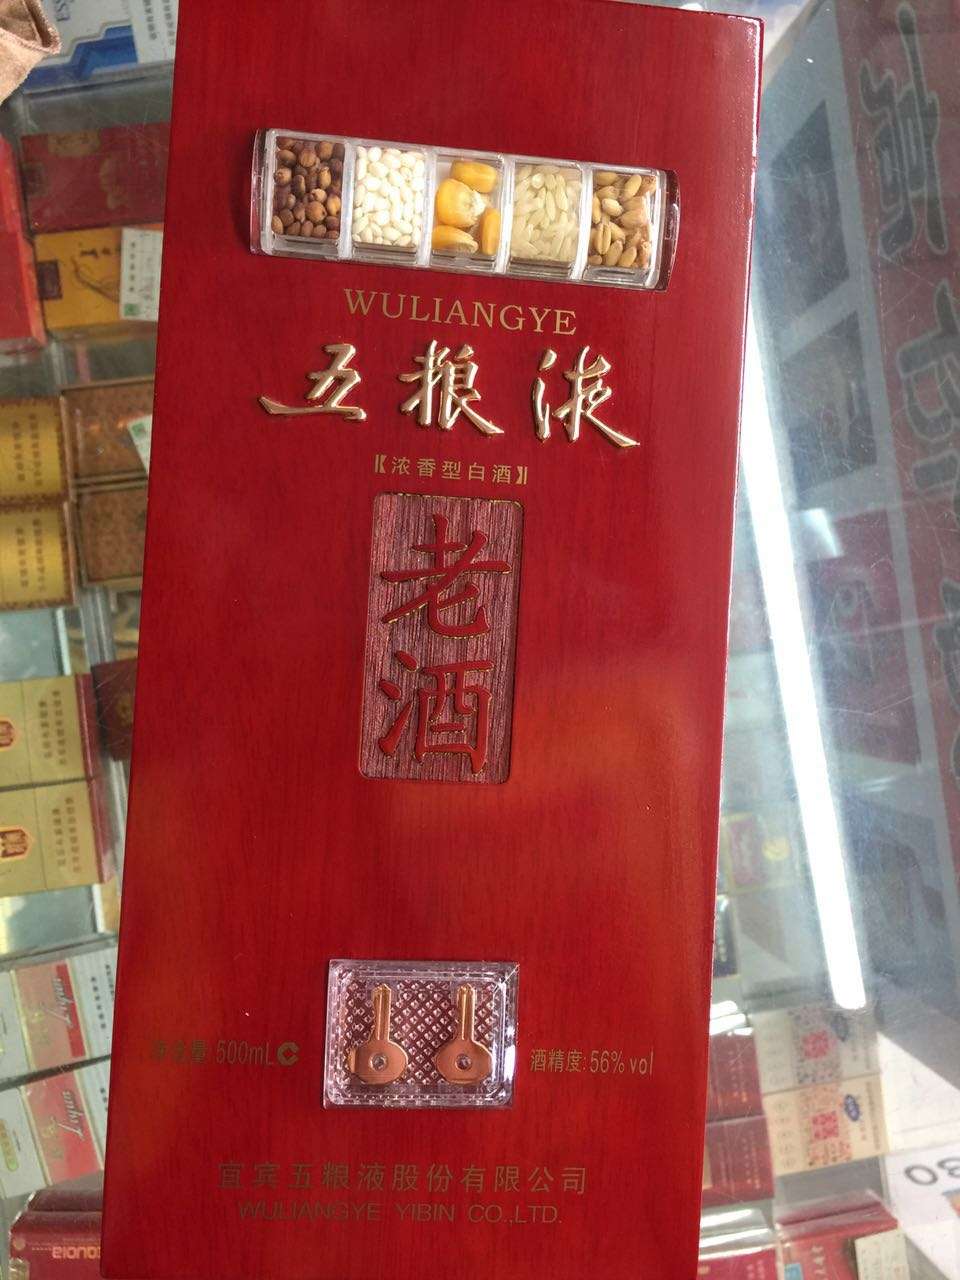 WULIANGYE
五粮液
【浓香型白酒】
老酒
净含量:500mL
酒精度:56%vol
宜宾五粮液股份有限公司
WULIANGYE YIBIN CO.,LTD.